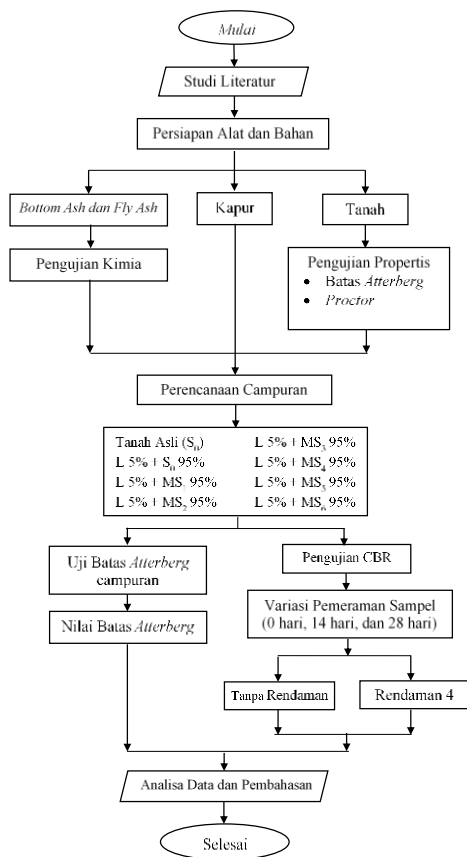 Mulai
Studi Literatur
Persiapan Alat dan Bahan
Bottom Ash dan Fly Ash
Kapur
Tanah
Pengujian Kimia
Pengujian Propertis
• Batas Atterberg
• Proctor
Perencanaan Campuran
Tanah Asli (S₀)
L 5% + S₀ 95%
L 5% + MS₁ 95%
L 5% + MS₂ 95%
L 5% + MS₃ 95%
L 5% + MS₄ 95%
L 5% + MS₅ 95%
L 5% + MS₆ 95%
Uji Batas Atterberg
campuran
Nilai Batas Atterberg
Pengujian CBR
Variasi Pemeraman Sampel
(0 hari, 14 hari, dan 28 hari)
Tanpa Rendaman
Rendaman 4
Analisa Data dan Pembahasan
Selesai